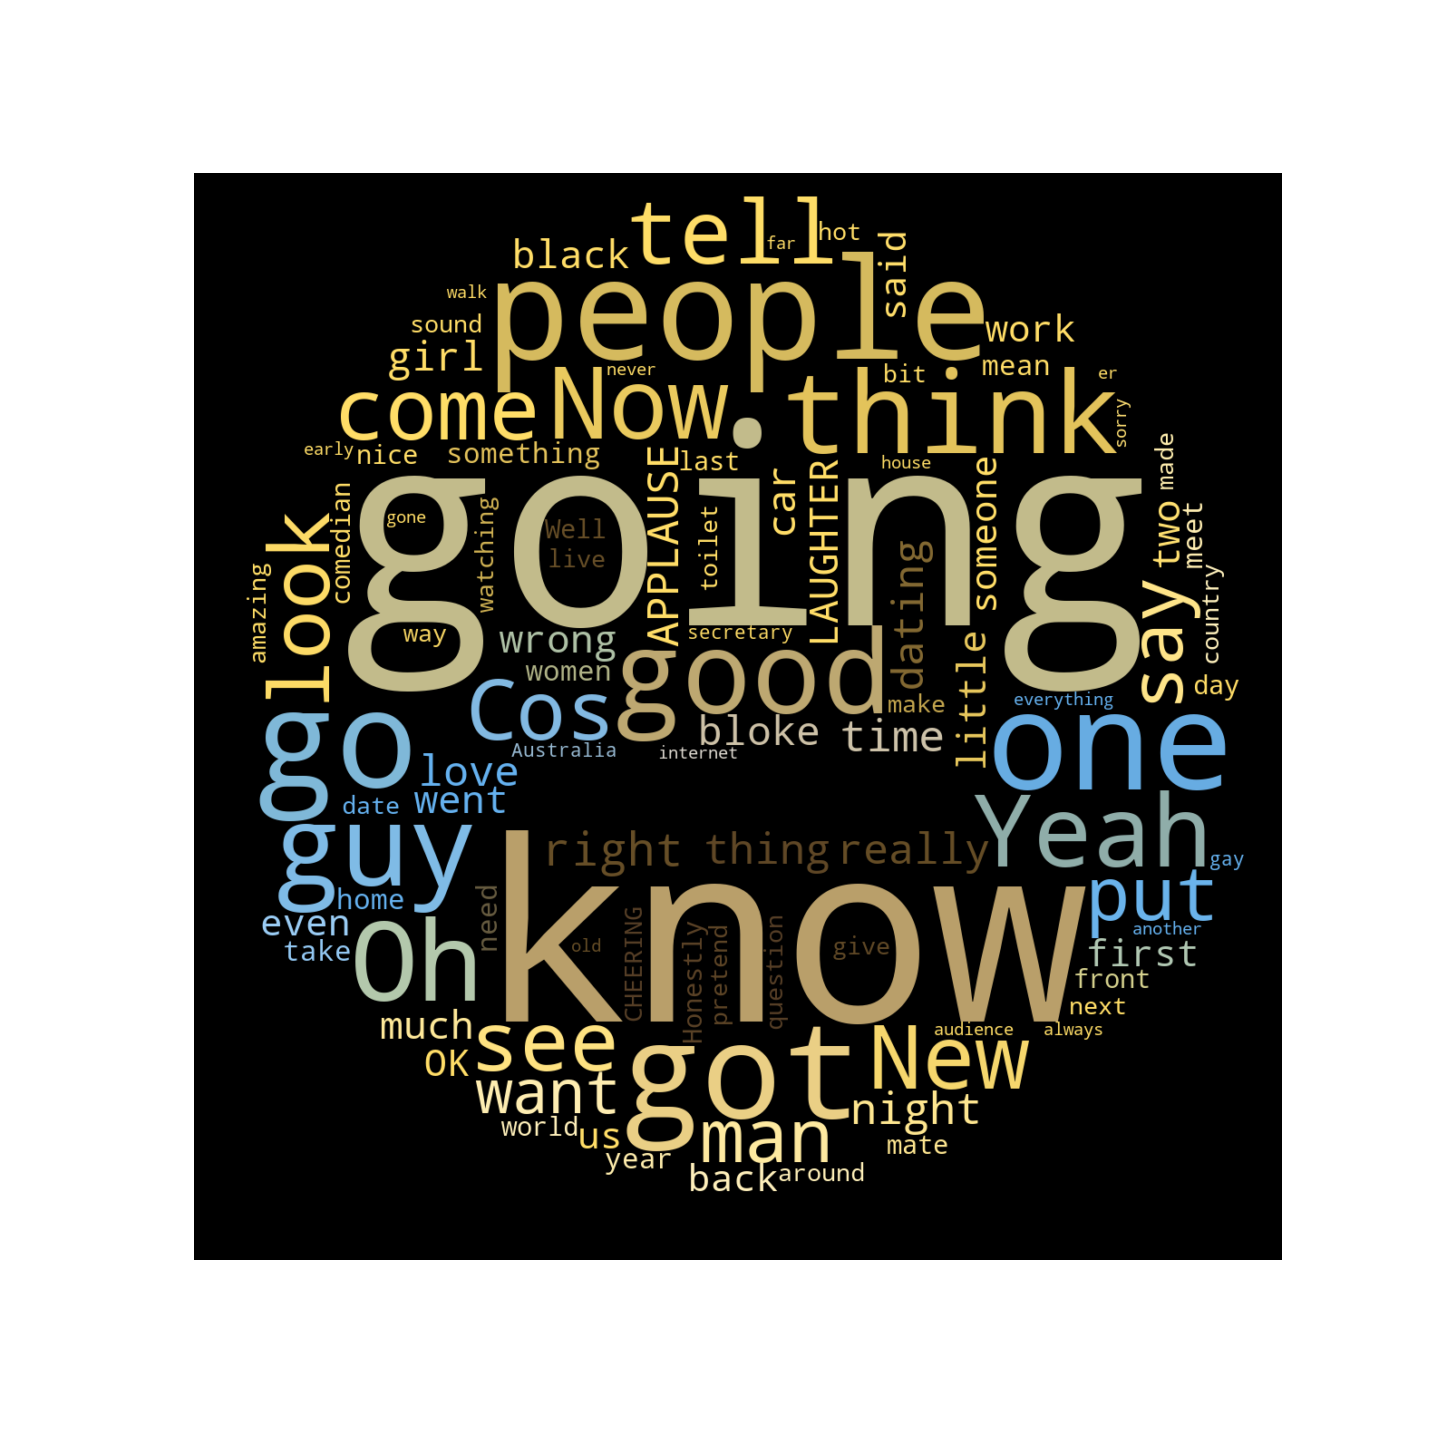 tell
far
hot
black
said
people
walk
sound
work
girl
mean
never
bit
er
come
Now
think
sorry
early
nice
something
last
house
made
APPLAUSE
car
LAUGHTER
someone
two
meet
look
comedian
gone
watching
Well
live
toilet
going
dating
say
country
amazing
way
wrong
secretary
little
women
good
day
Cos
make
everything
go
Australia
internet
bloke
time
one
love
date
went
guy
right
thing
really
Yeah
gay
home
need
know
put
even
take
Oh
old
CHEERING
Honestly
pretend
question
give
another
first
front
next
much
OK
see
got
New
audience
always
want
night
world
us
man
mate
year
back
around